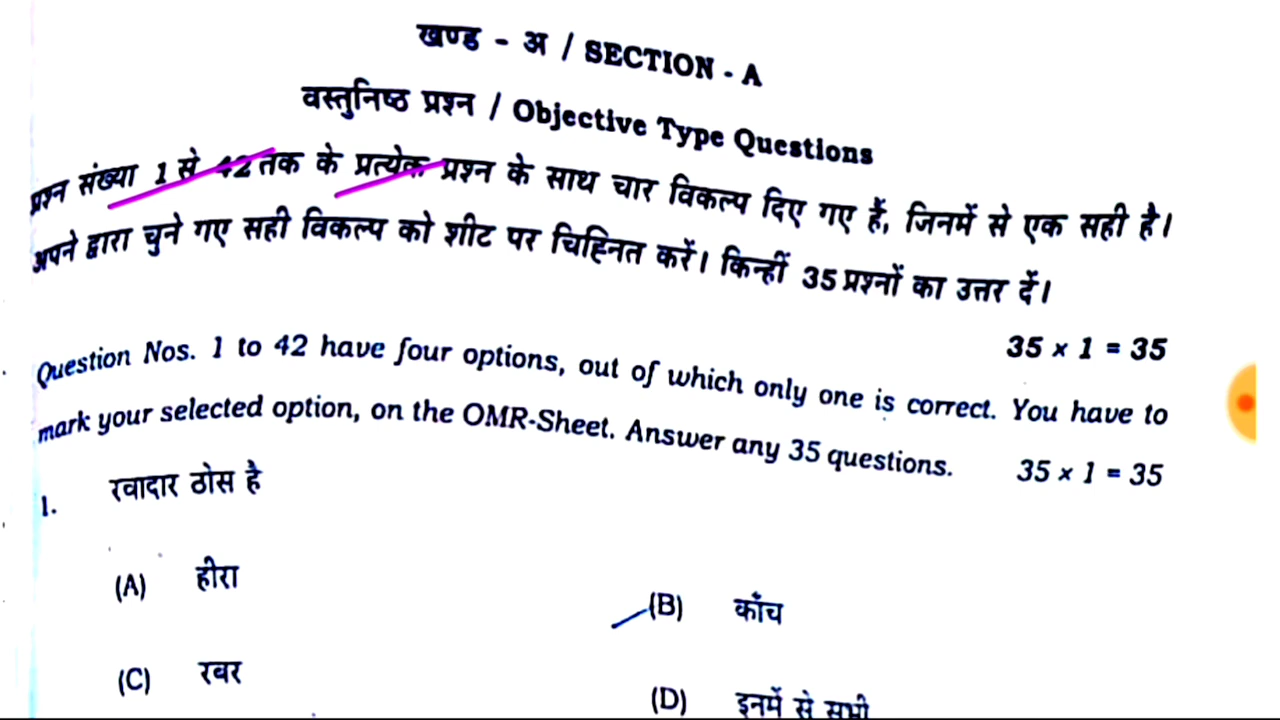 खण्ड - अ / SECTION - A
वस्तुनिष्ठ प्रश्न / Objective Type Questions
प्रश्न संख्या 1 से 42 तक के प्रत्येक प्रश्न के साथ चार विकल्प दिए गए हैं, जिनमें से एक सही है।
अपने द्वारा चुने गए सही विकल्प को शीट पर चिह्नित करें। किन्हीं 35 प्रश्नों का उत्तर दें।
35 × 1 = 35
Question Nos. 1 to 42 have four options, out of which only one is correct. You have to
mark your selected option, on the OMR-Sheet. Answer any 35 questions. 35 × 1 = 35
1. रवादार ठोस है
(A) हीरा
(B) काँच
(C) रबर
(D) इनमें से सभी